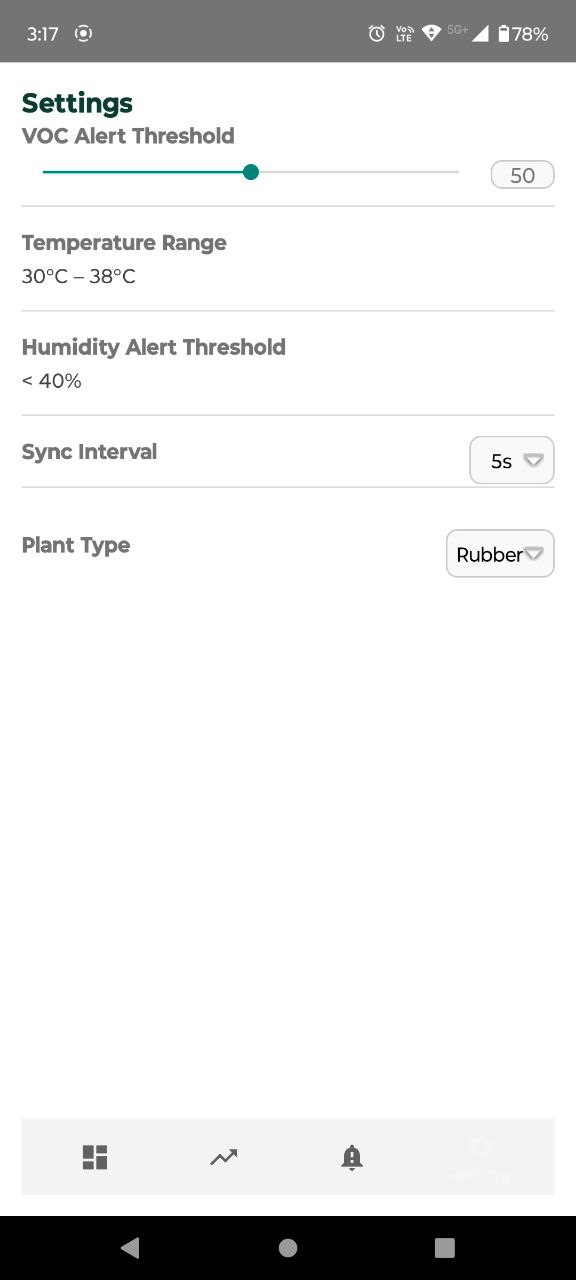 3:17 Vo LTE 5G+ 78%
Settings
VOC Alert Threshold
50
Temperature Range
30°C – 38°C
Humidity Alert Threshold
< 40%
Sync Interval
5s
Plant Type
Rubber
Settings